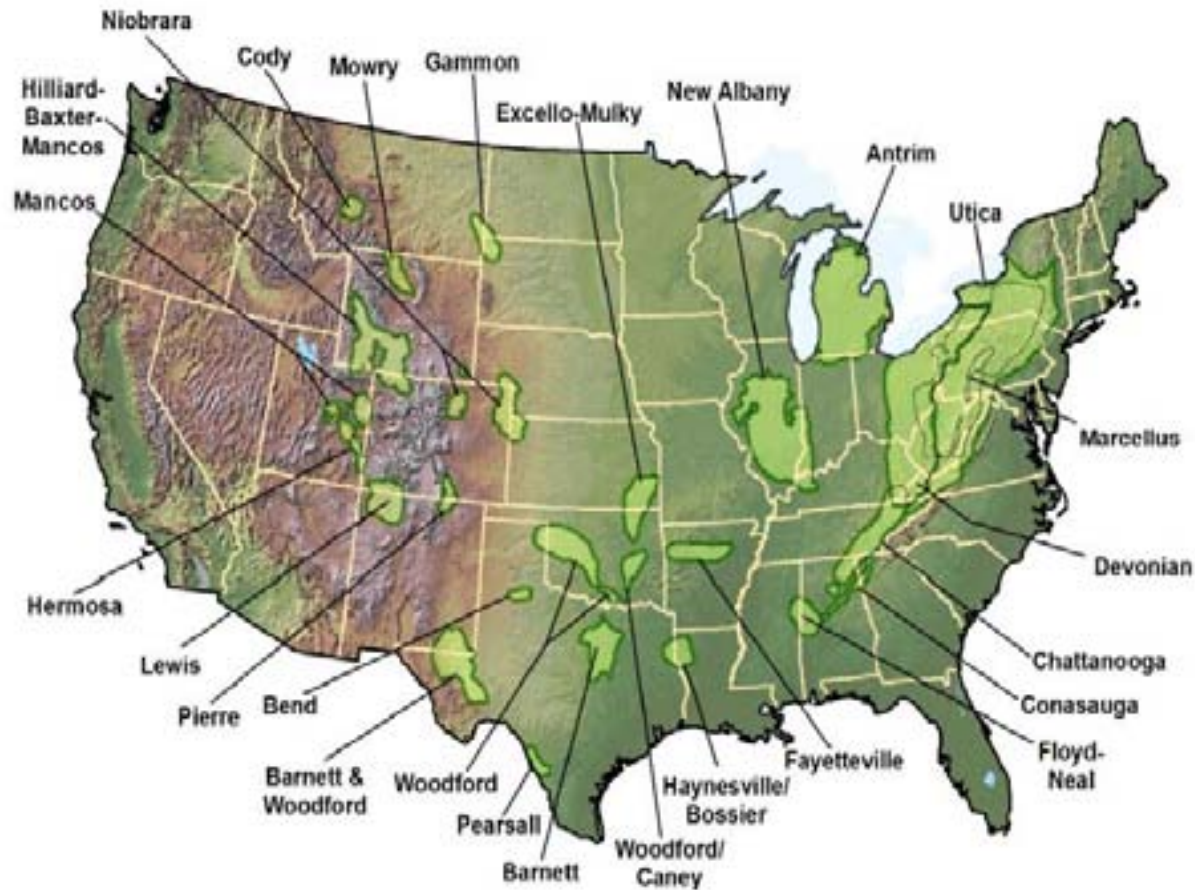 Niobrara
Cody
Mowry
Gammon
Hilliard-
Baxter-
Mancos
Excello-Mulky
New Albany
Antrim
Mancos
Utica
Marcellus
Devonian
Hermosa
Lewis
Chattanooga
Pierre
Bend
Conasauga
Barnett &
Woodford
Woodford
Fayetteville
Floyd-
Neal
Haynesville/
Bossier
Pearsall
Woodford/
Caney
Barnett